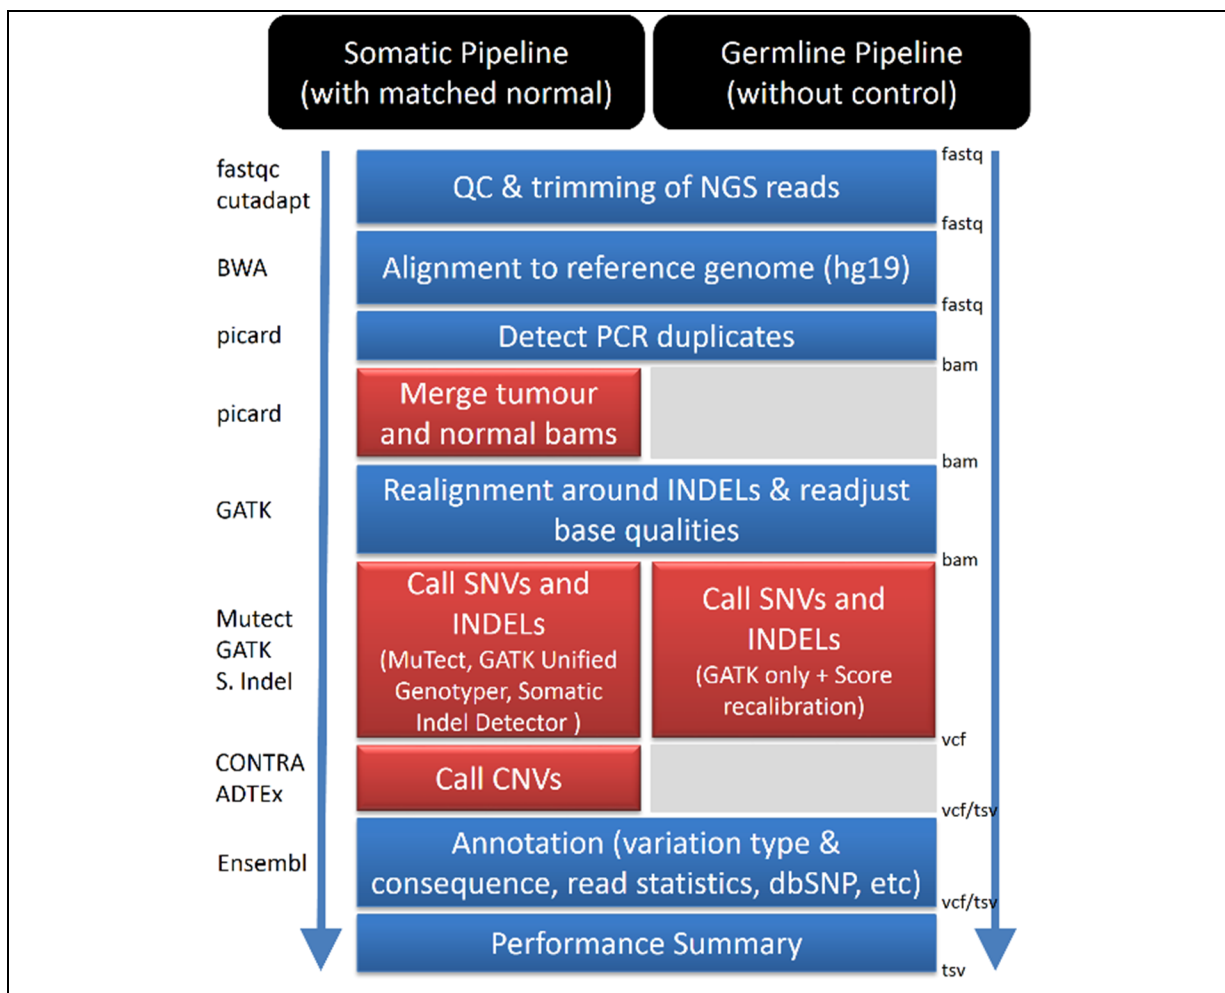 Somatic Pipeline
(with matched normal)
Germline Pipeline
(without control)
fastq
fastqc
cutadapt
QC & trimming of NGS reads
fastq
BWA
Alignment to reference genome (hg19)
fastq
picard
Detect PCR duplicates
bam
picard
Merge tumour
and normal bams
bam
GATK
Realignment around INDELs & readjust
base qualities
bam
Mutect
GATK
S. Indel
Call SNVs and
INDELs
(MuTect, GATK Unified
Genotyper, Somatic
Indel Detector )
Call SNVs and
INDELs
(GATK only + Score
recalibration)
vcf
CONTRA
ADTEx
Call CNVs
vcf/tsv
Ensembl
Annotation (variation type &
consequence, read statistics, dbSNP, etc)
vcf/tsv
Performance Summary
tsv